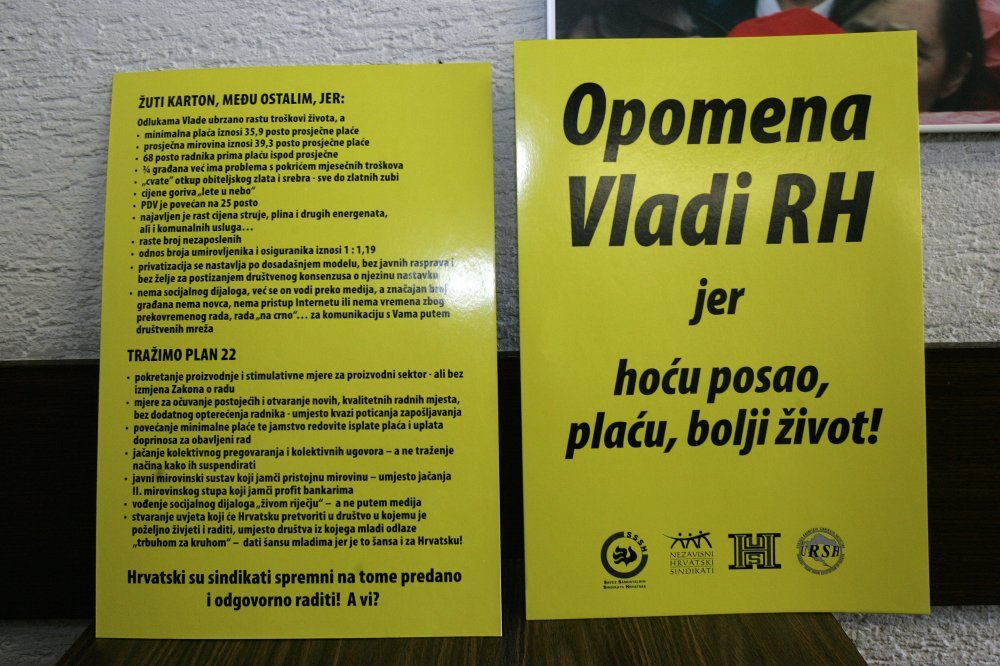 ŽUTI KARTON, MEĐU OSTALIM, JER:
Odlukama Vlade ubrzano rastu troškovi života, a
• minimalna plaća iznosi 35,9 posto prosječne plaće
• prosječna mirovina iznosi 39,3 posto prosječne plaće
• 68 posto radnika prima plaću ispod prosječne
• ¾ građana već ima problema s pokrićem mjesečnih troškova
• „cvate“ otkup obiteljskog zlata i srebra - sve do zlatnih zubi
• cijene goriva „lete u nebo“
• PDV je povećan na 25 posto
• najavljen je rast cijena struje, plina i drugih energenata,
ali i komunalnih usluga…
• raste broj nezaposlenih
• odnos broja umirovljenika i osiguranika iznosi 1 : 1,19
• privatizacija se nastavlja po dosadašnjem modelu, bez javnih rasprava i
bez želje za postizanjem društvenog konsenzusa o njezinu nastavku
• nema socijalnog dijaloga, već se on vodi preko medija, a značajan broj
građana nema novca, nema pristup Internetu ili nema vremena zbog
prekovremenog rada, rada „na crno“… za komunikaciju s Vama putem
društvenih mreža
TRAŽIMO PLAN 22
• pokretanje proizvodnje i stimulativne mjere za proizvodni sektor - ali bez
izmjena Zakona o radu
• mjere za očuvanje postojećih i otvaranje novih, kvalitetnih radnih mjesta,
bez dodatnog opterećenja radnika - umjesto kvazi poticanja zapošljavanja
• povećanje minimalne plaće te jamstvo redovite isplate plaća i uplata
doprinosa za obavljeni rad
• jačanje kolektivnog pregovaranja i kolektivnih ugovora – a ne traženje
načina kako ih suspendirati
• javni mirovinski sustav koji jamči pristojnu mirovinu – umjesto jačanja
II. mirovinskog stupa koji jamči profit bankarima
• vođenje socijalnog dijaloga „živom riječju“ – a ne putem medija
• stvaranje uvjeta koji će Hrvatsku pretvoriti u društvo u kojemu je
poželjno živjeti i raditi, umjesto društva iz kojega mladi odlaze
„trbuhom za kruhom“ – dati šansu mladima jer je to šansa i za Hrvatsku!
Hrvatski su sindikati spremni na tome predano
i odgovorno raditi! A vi?
Opomena
Vladi RH
jer
hoću posao,
plaću, bolji život!
SSSH
SAVEZ SAMOSTALNIH
SINDIKATA HRVATSKE
NEZAVISNI
HRVATSKI
SINDIKATI
HS
URSH